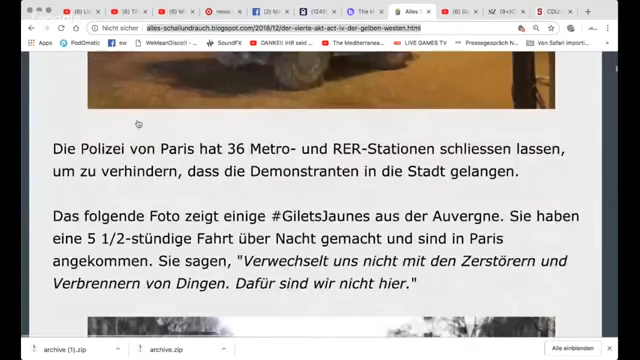 Nicht sicher | alles-schallundrauch.blogspot.com/2018/12/der-vierte-akt-act-iv-der-gelben-westen.html
PodOmatic ew WeMeanDisco!! - W SoundFX DANKE!! IHR seid The Mediterranea LIVE GAMES TV Pressegespräch N Von Safari import
Die Polizei von Paris hat 36 Metro- und RER-Stationen schliessen lassen,
um zu verhindern, dass die Demonstranten in die Stadt gelangen.
Das folgende Foto zeigt einige #GiletsJaunes aus der Auvergne. Sie haben
eine 5 1/2-stündige Fahrt über Nacht gemacht und sind in Paris
angekommen. Sie sagen, "Verwechselt uns nicht mit den Zerstörern und
Verbrennern von Dingen. Dafür sind wir nicht hier."
archive (1).zip archive.zip Alle einblenden